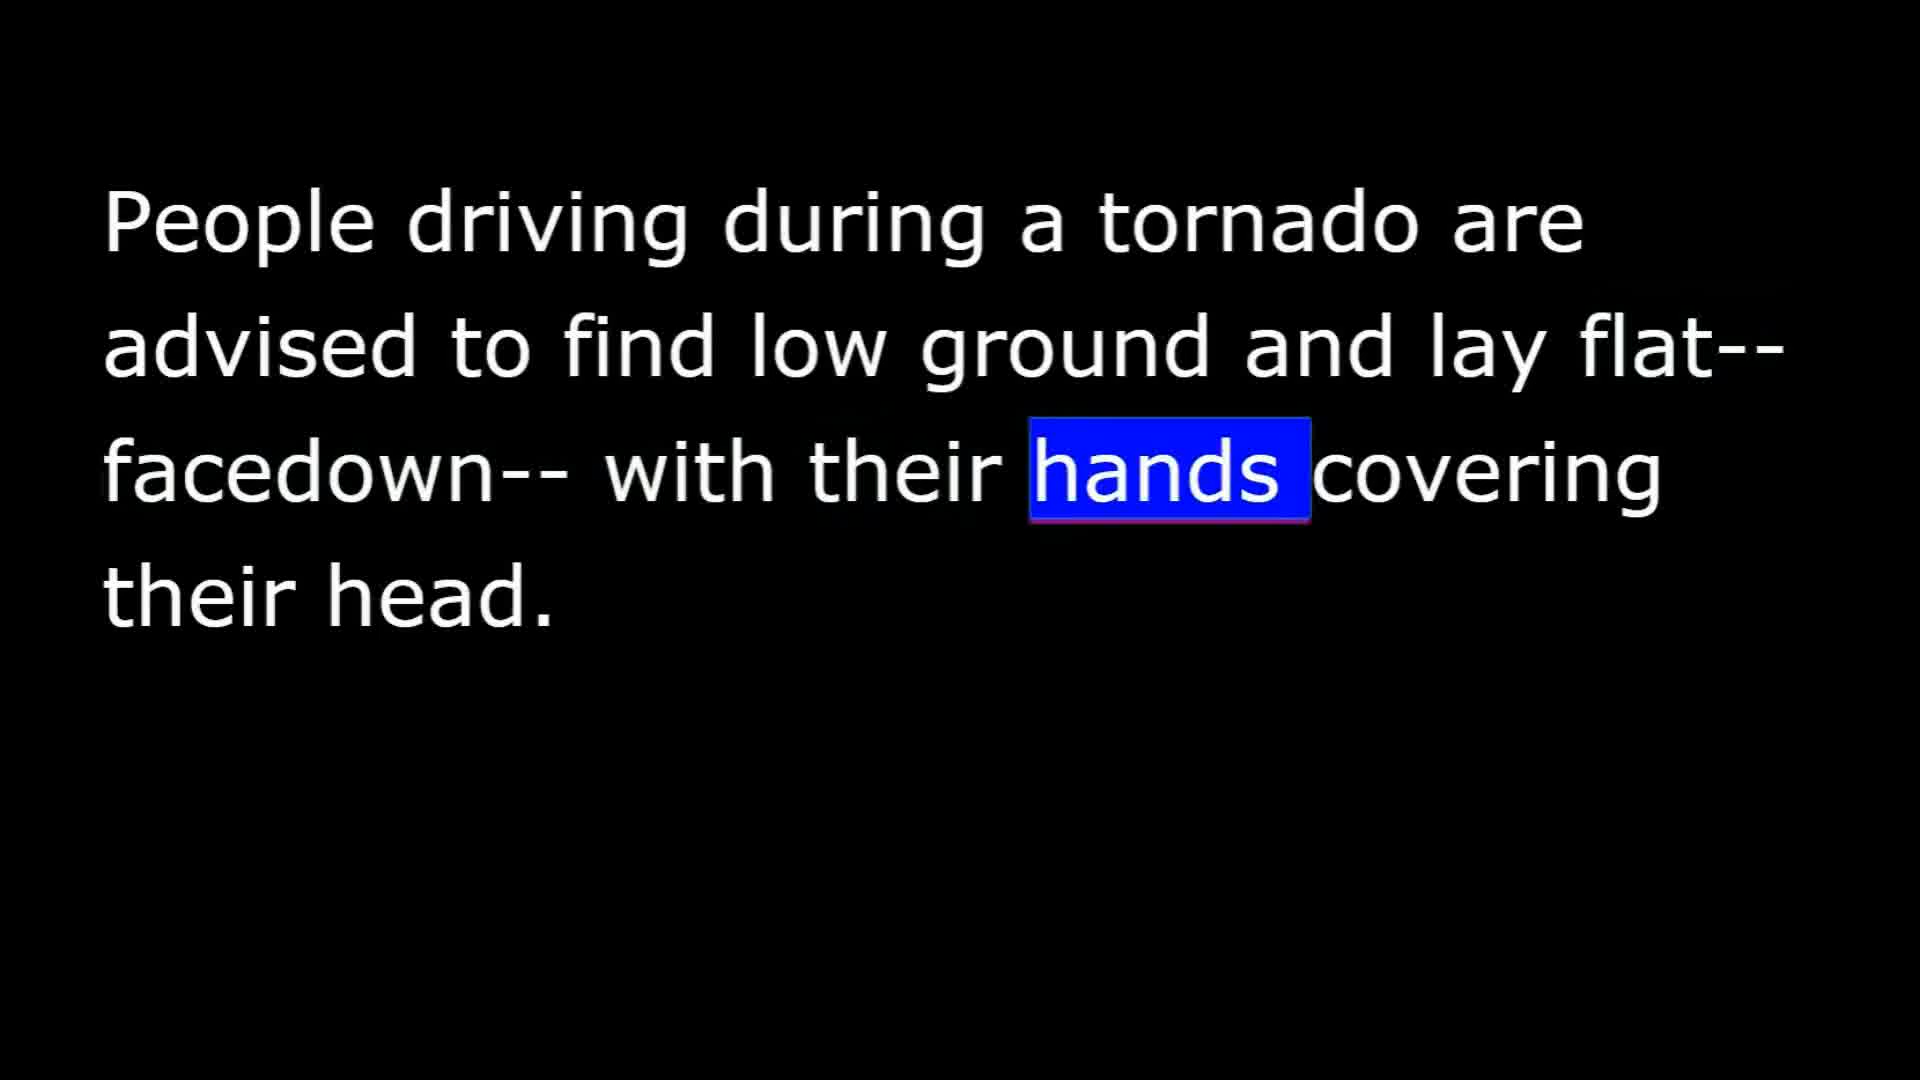 People driving during a tornado are
advised to find low ground and lay flat--
facedown-- with their hands covering
their head.